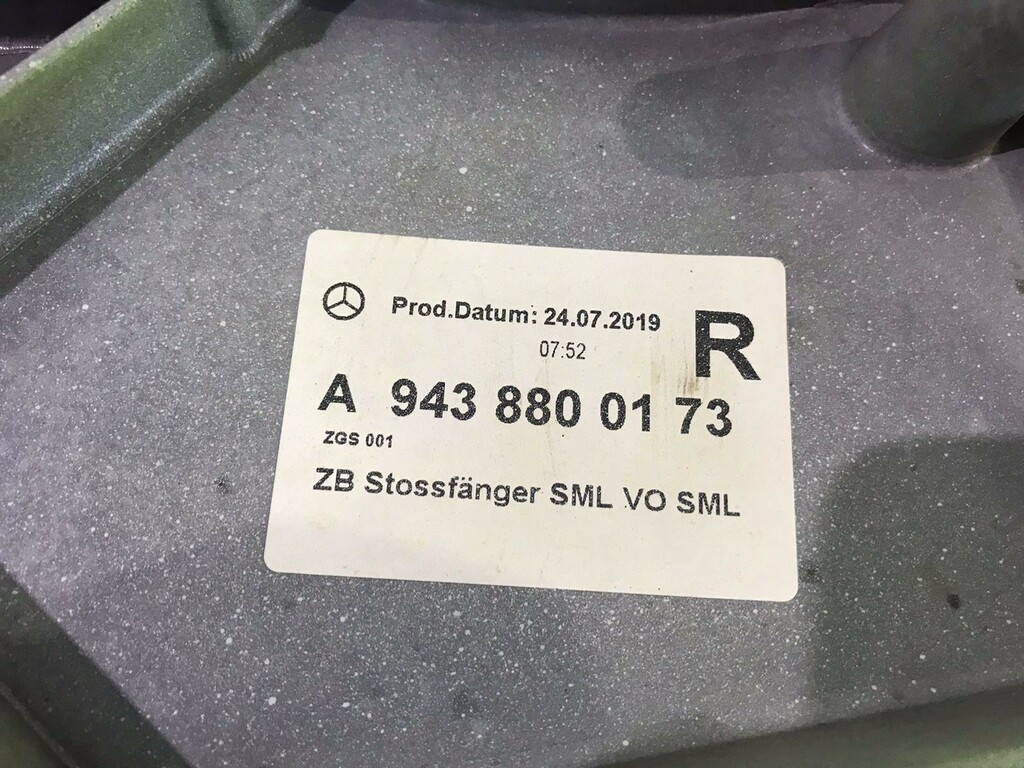 Prod.Datum: 24.07.2019
07:52
R
A 943 880 01 73
ZGS 001
ZB Stossfänger SML VO SML